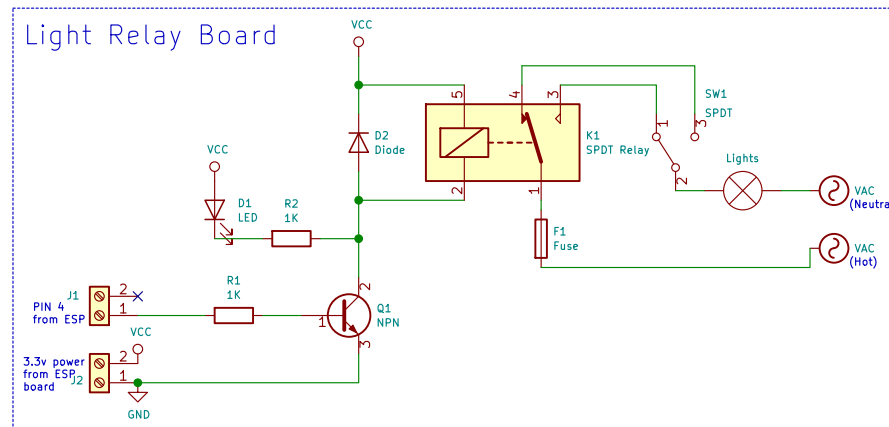 Light Relay Board
VCC
5
4
3
SW1
SPDT
K1
SPDT Relay
D2
Diode
1
3
2
Lights
VAC
(Neutra
VCC
D1
LED
R2
1K
2
1
F1
Fuse
VAC
(Hot)
J1
2
1
PIN 4
from ESP
R1
1K
2
1
3
Q1
NPN
VCC
3.3v power
from ESP
board
J2
2
1
GND